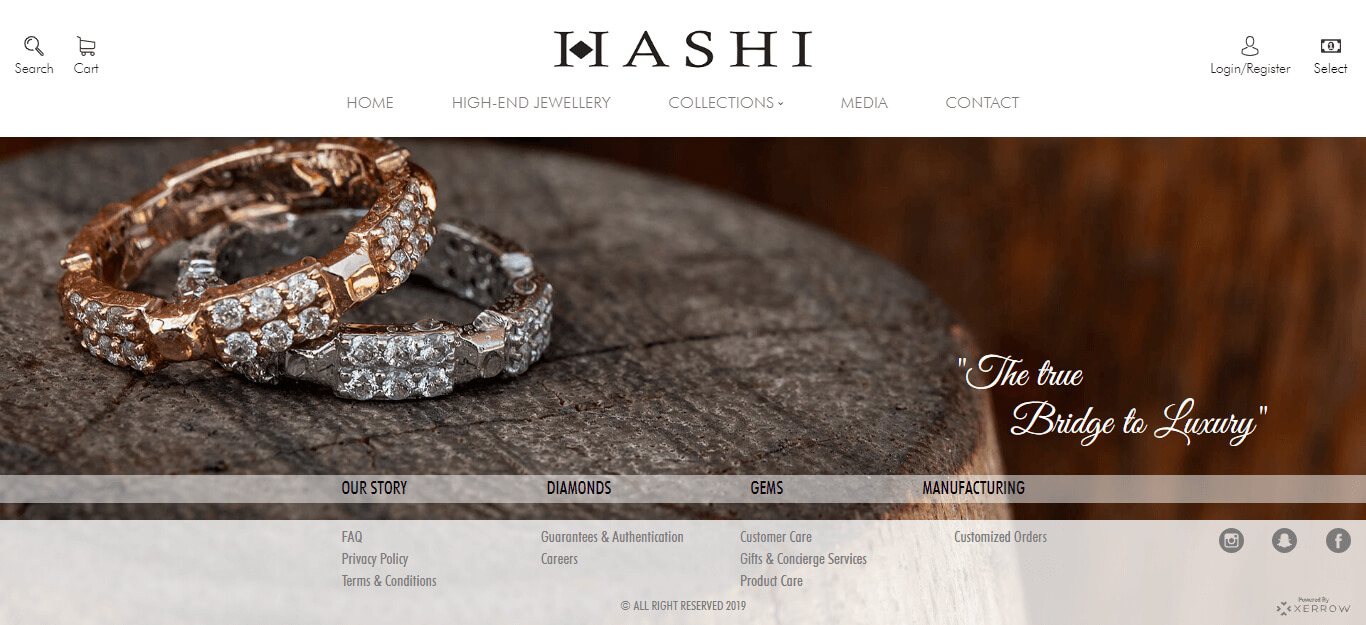 HASHI
Search
Cart
Login/Register
Select
HOME
HIGH-END JEWELLERY
COLLECTIONS
MEDIA
CONTACT
"The true
Bridge to Luxury"
OUR STORY
DIAMONDS
GEMS
MANUFACTURING
FAQ
Guarantees & Authentication
Customer Care
Customized Orders
Privacy Policy
Careers
Gifts & Concierge Services
Terms & Conditions
Product Care
© ALL RIGHT RESERVED 2019
Powered By
XERROW